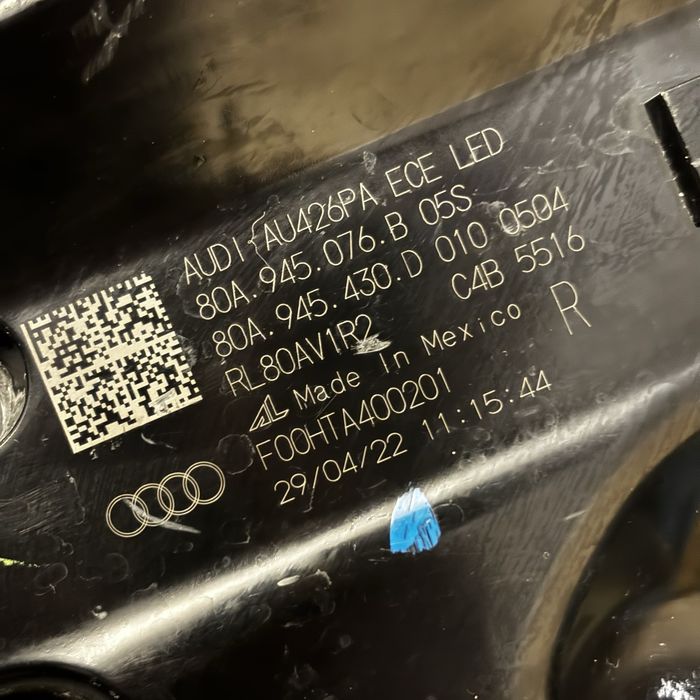 AUDI {AU426PA ECE LED
80A.945.076.B 05S
80A.945.430.D 010 0504
RL80AV1R2 C4B 5516
AL Made In Mexico R
F00HTA400201
29/04/22 11:15:44